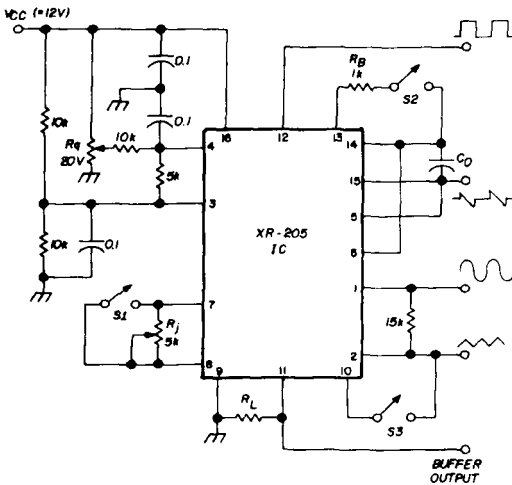 VCC (=12V)
0.1
0.1
10k
Rq
20V
10k
5k
10k
0.1
S1
Rj
5k
16
12
13
4
3
7
8
9
11
10
14
15
5
6
1
2
XR-205
IC
RB
1k
S2
CO
15k
S3
RL
BUFFER
OUTPUT